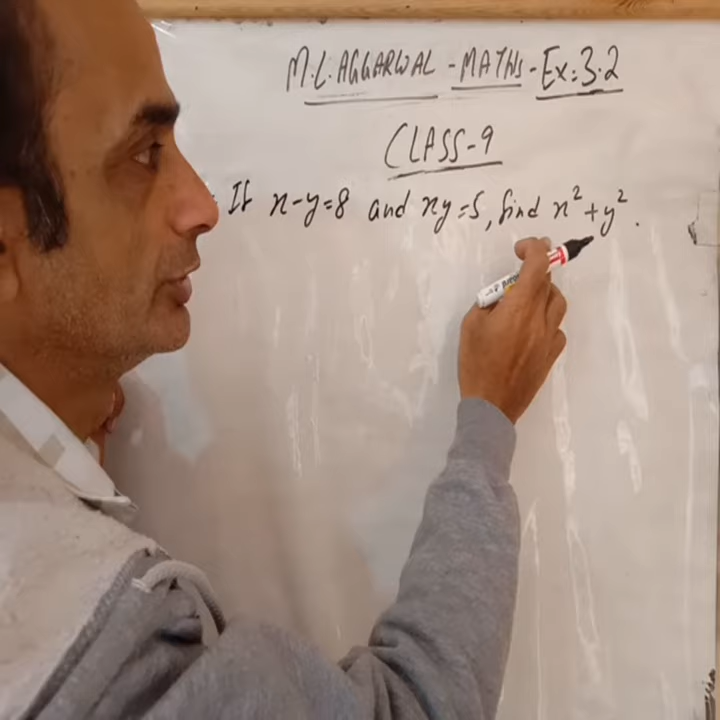 M.L.AGGARWAL - MATHS - Ex:3.2
CLASS-9
If x-y=8 and xy=5, find x²+y².